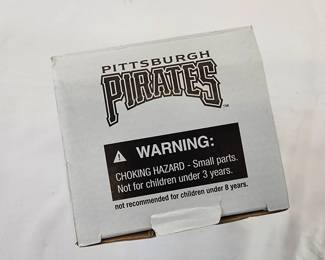 PITTSBURGH
PIRATES™
WARNING:
CHOKING HAZARD - Small parts.
Not for children under 3 years.
not recommended for children under 8 years.